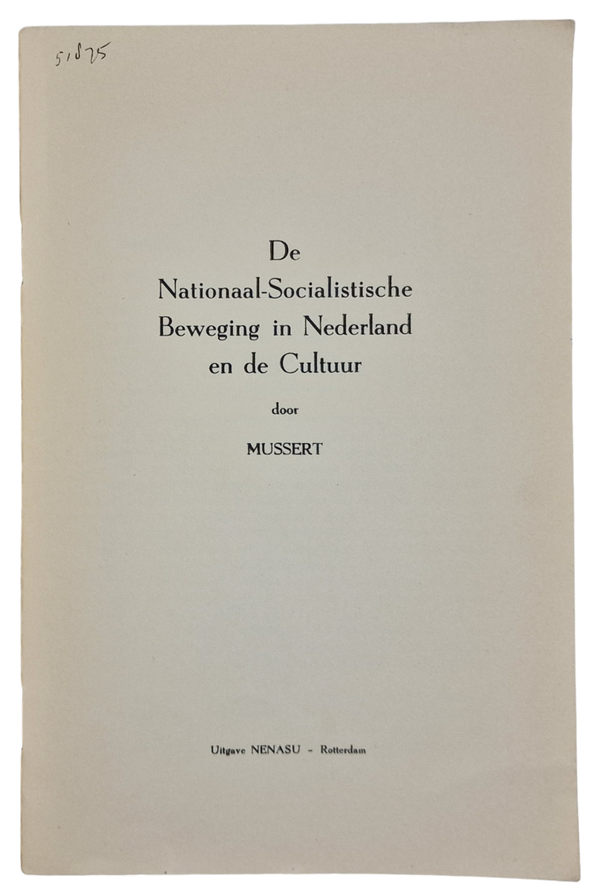 51875
De
Nationaal-Socialistische
Beweging in Nederland
en de Cultuur
door
MUSSERT
Uitgave NENASU - Rotterdam